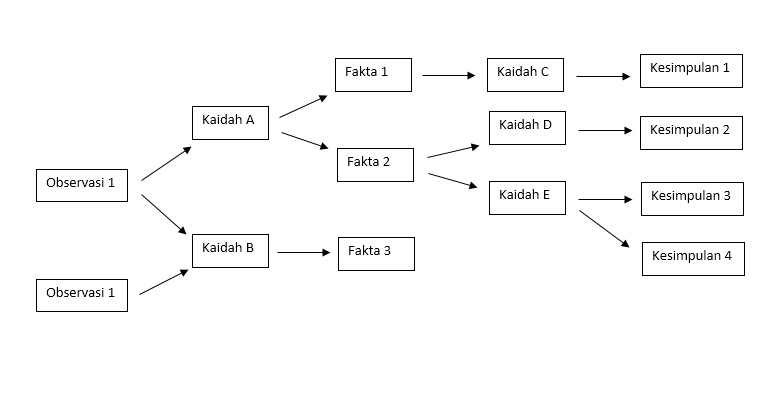 Fakta 1
Kaidah C
Kesimpulan 1
Kaidah A
Kaidah D
Kesimpulan 2
Fakta 2
Observasi 1
Kaidah E
Kesimpulan 3
Kaidah B
Fakta 3
Kesimpulan 4
Observasi 1